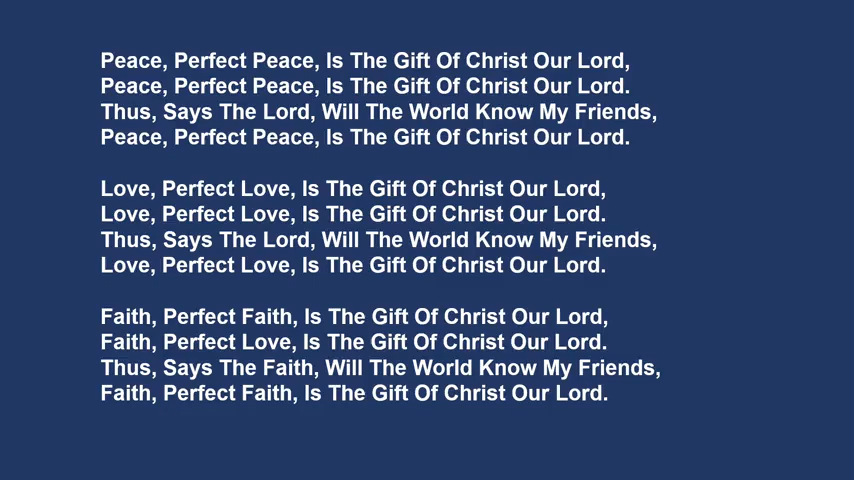 Peace, Perfect Peace, Is The Gift Of Christ Our Lord,
Peace, Perfect Peace, Is The Gift Of Christ Our Lord.
Thus, Says The Lord, Will The World Know My Friends,
Peace, Perfect Peace, Is The Gift Of Christ Our Lord.

Love, Perfect Love, Is The Gift Of Christ Our Lord,
Love, Perfect Love, Is The Gift Of Christ Our Lord.
Thus, Says The Lord, Will The World Know My Friends,
Love, Perfect Love, Is The Gift Of Christ Our Lord.

Faith, Perfect Faith, Is The Gift Of Christ Our Lord,
Faith, Perfect Love, Is The Gift Of Christ Our Lord.
Thus, Says The Faith, Will The World Know My Friends,
Faith, Perfect Faith, Is The Gift Of Christ Our Lord.